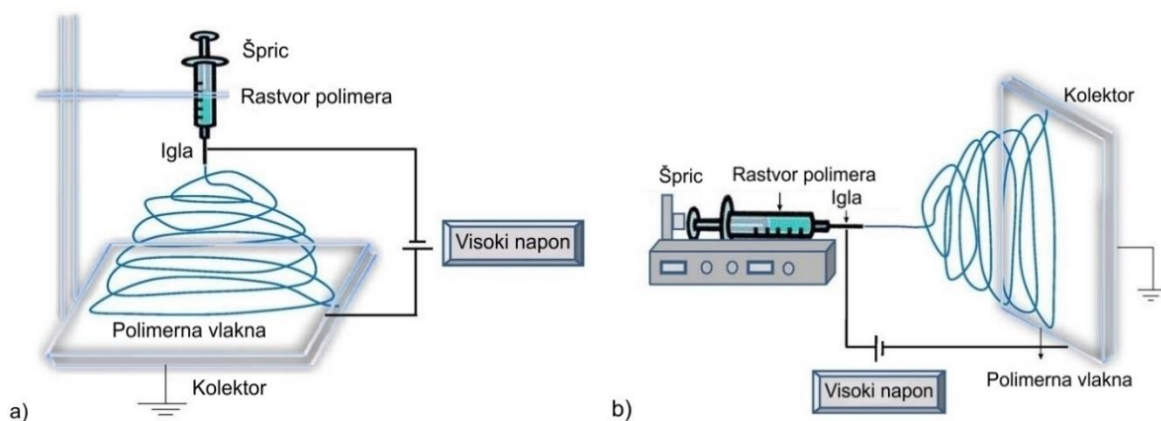 Špric
Rastvor polimera
Igla
Visoki napon
Polimerna vlakna
Kolektor
a)
Kolektor
Špric
Rastvor polimera
Igla
Polimerna vlakna
Visoki napon
b)